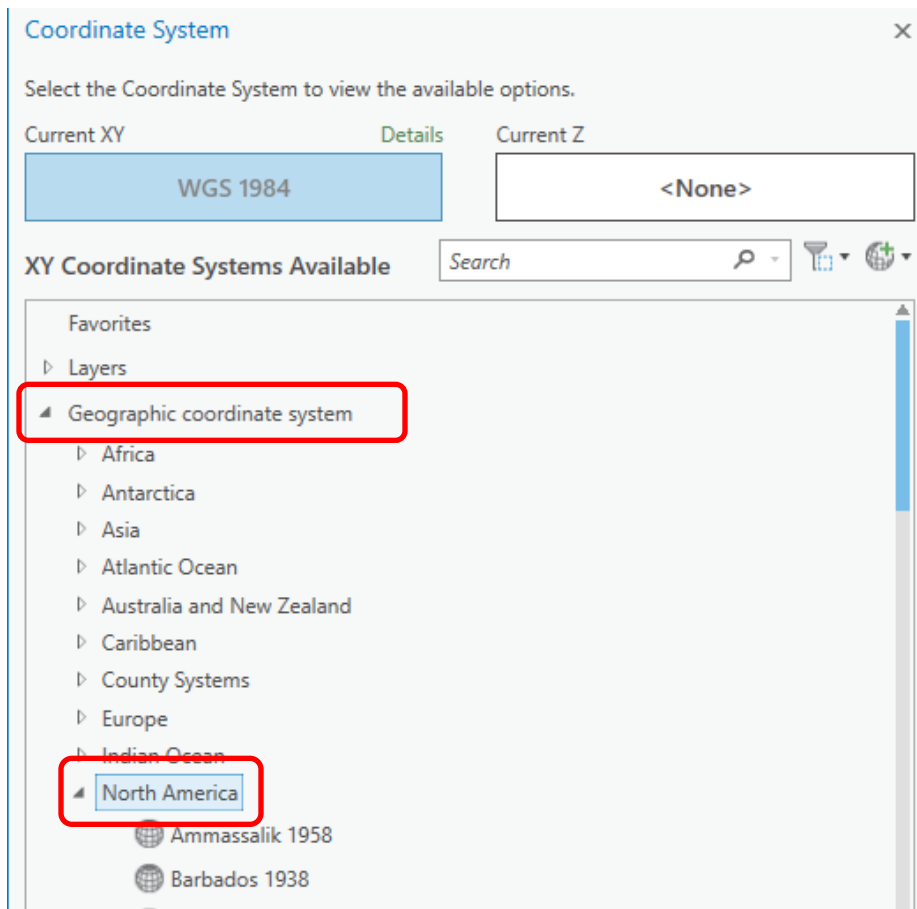 Coordinate System
Select the Coordinate System to view the available options.
Current XY Details Current Z
WGS 1984 <None>
XY Coordinate Systems Available Search
Favorites
Layers
Geographic coordinate system
Africa
Antarctica
Asia
Atlantic Ocean
Australia and New Zealand
Caribbean
County Systems
Europe
Indian Ocean
North America
Ammassalik 1958
Barbados 1938